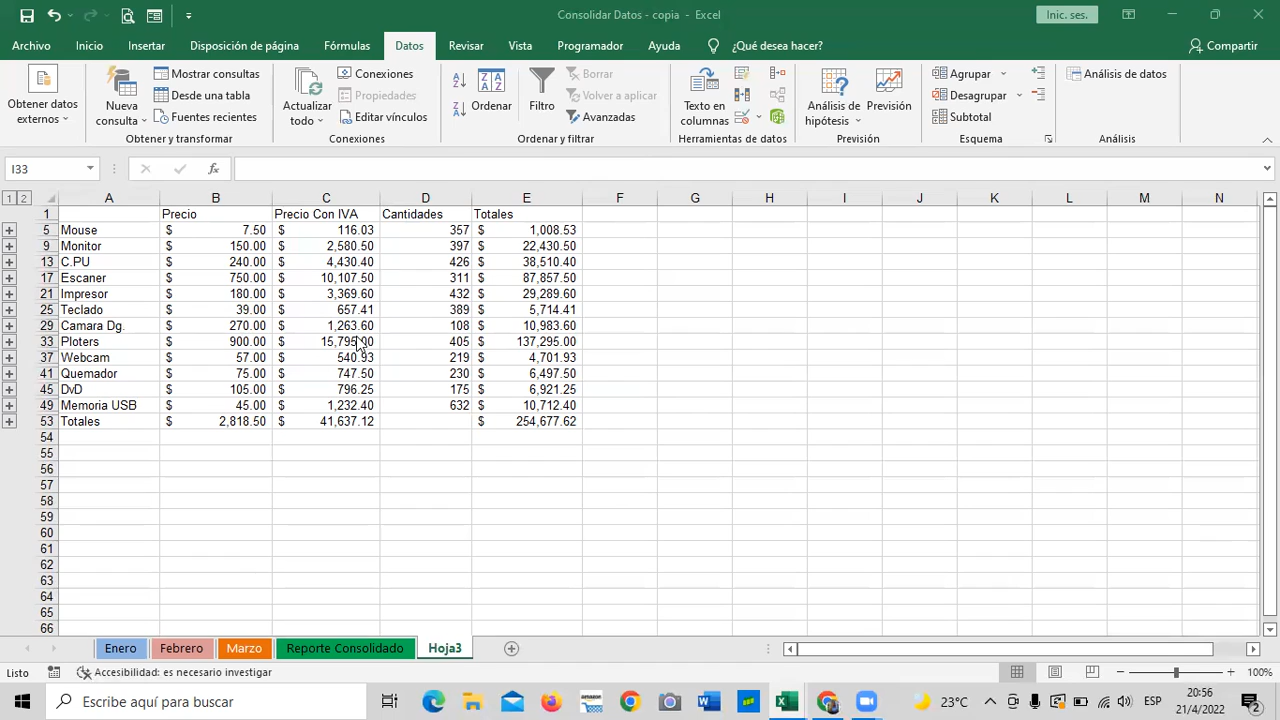 Consolidar Datos - copia - Excel
Inic. ses.
Archivo Inicio Insertar Disposición de página Fórmulas Datos Revisar Vista Programador Ayuda ¿Qué desea hacer? Compartir
Obtener datos externos
Nueva consulta
Mostrar consultas
Desde una tabla
Fuentes recientes
Obtener y transformar
Actualizar todo
Conexiones
Propiedades
Editar vínculos
Conexiones
Ordenar
Filtro
Borrar
Volver a aplicar
Avanzadas
Ordenar y filtrar
Texto en columnas
Herramientas de datos
Análisis de hipótesis
Previsión
Previsión
Agrupar
Desagrupar
Subtotal
Esquema
Análisis de datos
Análisis
I33
1 2 A B C D E F G H I J K L M N
1 Precio Precio Con IVA Cantidades Totales
5 Mouse $ 7.50 $ 116.03 357 $ 1,008.53
9 Monitor $ 150.00 $ 2,580.50 397 $ 22,430.50
13 C.PU $ 240.00 $ 4,430.40 426 $ 38,510.40
17 Escaner $ 750.00 $ 10,107.50 311 $ 87,857.50
21 Impresor $ 180.00 $ 3,369.60 432 $ 29,289.60
25 Teclado $ 39.00 $ 657.41 389 $ 5,714.41
29 Camara Dg. $ 270.00 $ 1,263.60 108 $ 10,983.60
33 Ploters $ 900.00 $ 15,795.00 405 $ 137,295.00
37 Webcam $ 57.00 $ 540.93 219 $ 4,701.93
41 Quemador $ 75.00 $ 747.50 230 $ 6,497.50
45 DvD $ 105.00 $ 796.25 175 $ 6,921.25
49 Memoria USB $ 45.00 $ 1,232.40 632 $ 10,712.40
53 Totales $ 2,818.50 $ 41,637.12 $ 254,677.62
54
55
56
57
58
59
60
61
62
63
64
65
66
Enero Febrero Marzo Reporte Consolidado Hoja3
Listo Accesibilidad: es necesario investigar 100%
Escribe aquí para buscar
amazon
23°C
ESP
20:56
21/4/2022
2